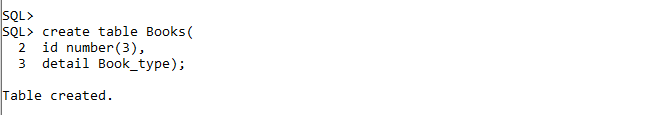 SQL>
SQL> create table Books(
  2  id number(3),
  3  detail Book_type);
Table created.